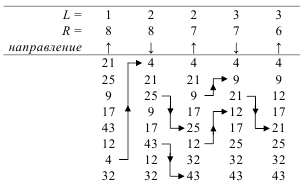 L = 1 2 2 3 3
R = 8 8 7 7 6
направление ↑ ↓ ↑ ↓ ↑
21 4 4 4 4
25 21 21 9 9
9 25 9 21 12
17 9 17 12 17
43 17 25 17 21
12 43 12 25 25
4 12 32 32 32
32 32 43 43 43